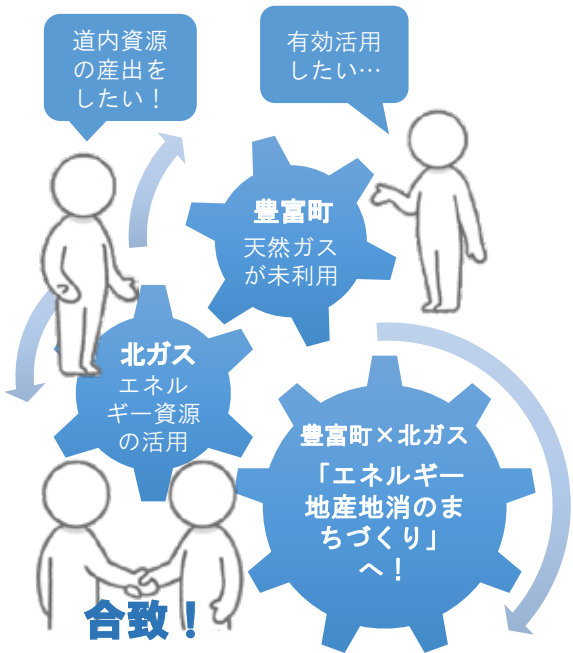 道内資源
の産出を
したい！
有効活用
したい…
豊富町
天然ガス
が未利用
北ガス
エネル
ギー資源
の活用
豊富町×北ガス
「エネルギー
地産地消のま
ちづくり」
へ！
合致！